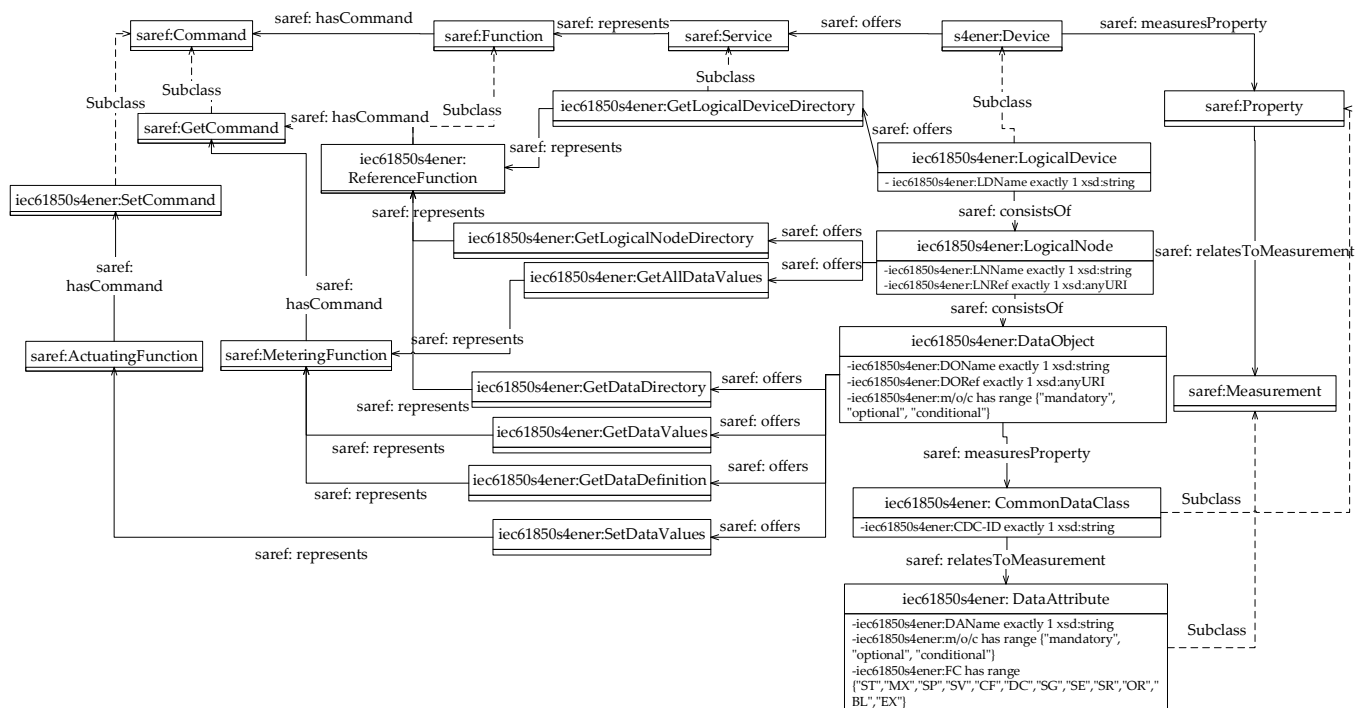 saref: hasCommand
saref: represents
saref: offers
saref: measuresProperty
saref:Command
saref:Function
saref:Service
s4ener:Device
Subclass
Subclass
Subclass
Subclass
Subclass
saref:GetCommand
saref: hasCommand
iec61850s4ener:GetLogicalDeviceDirectory
saref:Property
saref: offers
saref: represents
iec61850s4ener:
ReferenceFunction
iec61850s4ener:LogicalDevice
- iec61850s4ener:LDName exactly 1 xsd:string
iec61850s4ener:SetCommand
saref: represents
saref: consistsOf
iec61850s4ener:GetLogicalNodeDirectory
saref: offers
iec61850s4ener:LogicalNode
-iec61850s4ener:LNName exactly 1 xsd:string
-iec61850s4ener:LNRef exactly 1 xsd:anyURI
saref: relatesToMeasurement
saref: offers
iec61850s4ener:GetAllDataValues
saref:
hasCommand
saref:
hasCommand
saref: consistsOf
saref: represents
saref:ActuatingFunction
saref:MeteringFunction
iec61850s4ener:DataObject
-iec61850s4ener:DOName exactly 1 xsd:string
-iec61850s4ener:DORef exactly 1 xsd:anyURI
-iec61850s4ener:m/o/c has range {"mandatory",
"optional", "conditional"}
iec61850s4ener:GetDataDirectory
saref: offers
saref:Measurement
saref: represents
iec61850s4ener:GetDataValues
saref: offers
saref: represents
saref: measuresProperty
iec61850s4ener:GetDataDefinition
saref: offers
saref: represents
iec61850s4ener: CommonDataClass
-iec61850s4ener:CDC-ID exactly 1 xsd:string
Subclass
iec61850s4ener:SetDataValues
saref: offers
saref: represents
saref: relatesToMeasurement
iec61850s4ener: DataAttribute
-iec61850s4ener:DAName exactly 1 xsd:string
-iec61850s4ener:m/o/c has range {"mandatory",
"optional", "conditional"}
-iec61850s4ener:FC has range
{"ST","MX","SP","SV","CF","DC","SG","SE","SR","OR","
BL","EX"}
Subclass